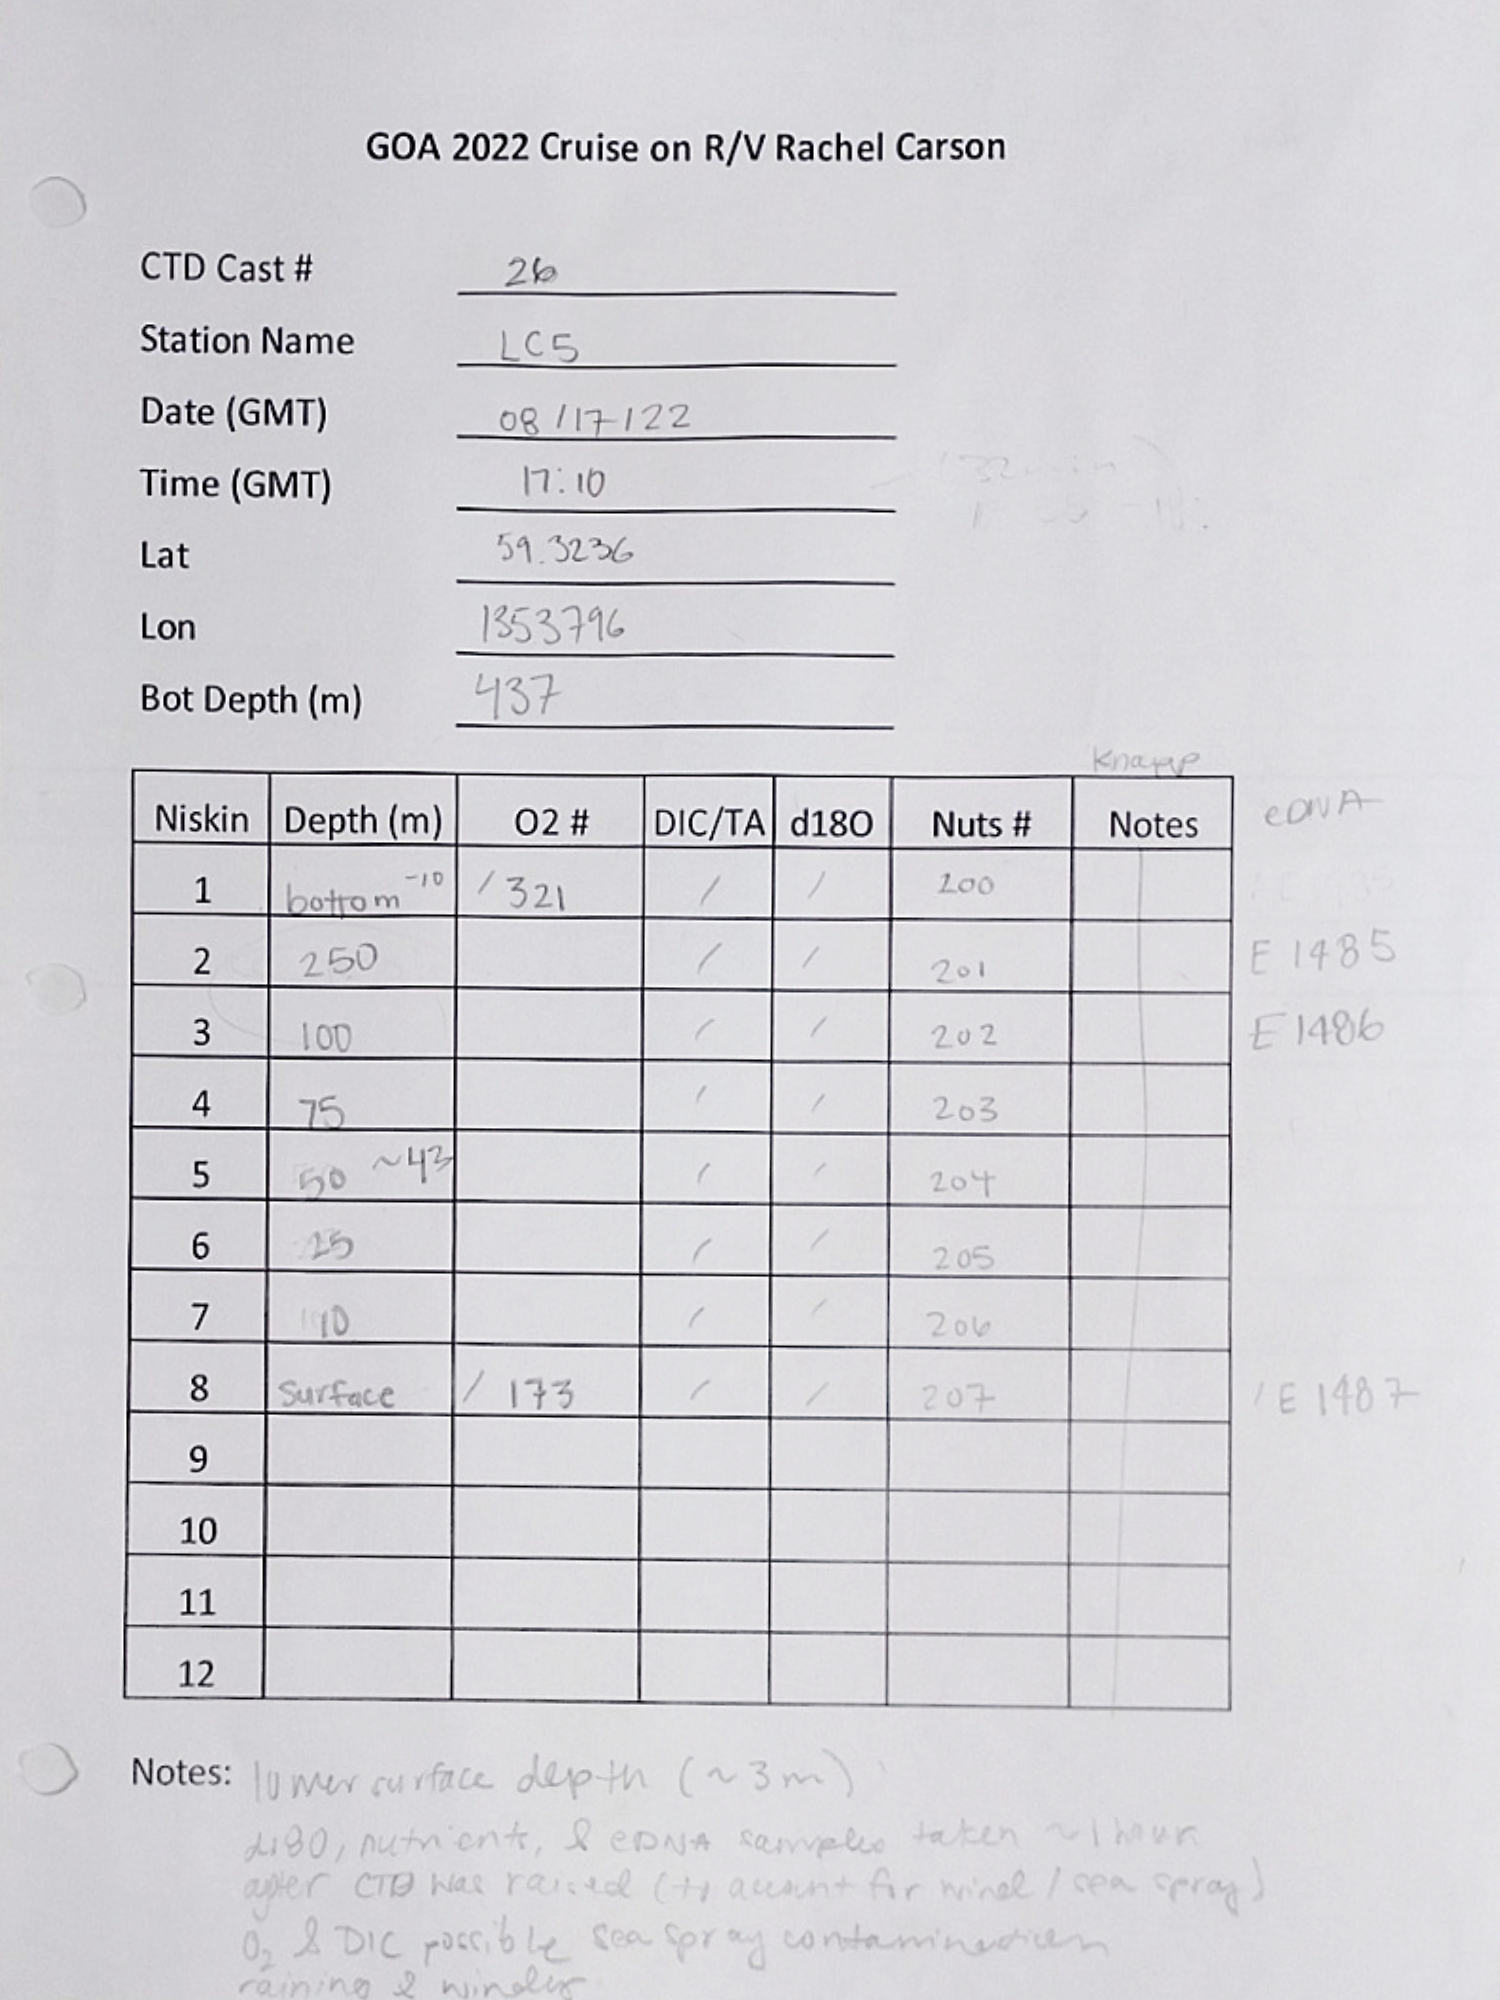 GOA 2022 Cruise on R/V Rachel Carson
CTD Cast # 26
Station Name LC5
Date (GMT) 08/17/22
Time (GMT) 17:10
(32 min)
Lat 59.3236
Lon 1353796
Bot Depth (m) 437
Knapp
Niskin Depth (m) O2 # DIC/TA d18O Nuts # Notes eDNA
1 bottom -10 / 321 / / 200
2 250 / / 201 E 1485
3 100 / / 202 E 1486
4 75 / / 203
5 50 ~43 / / 204
6 25 / / 205
7 10 / / 206
8 Surface / 173 / / 207 / E 1487
9
10
11
12
Notes: lower surface depth (~3m)
d18O, nutrients, & eDNA samples taken ~1 hour
after CTD was raised (to account for wind / sea spray)
O2 & DIC possible sea spray contamination
raining & windy